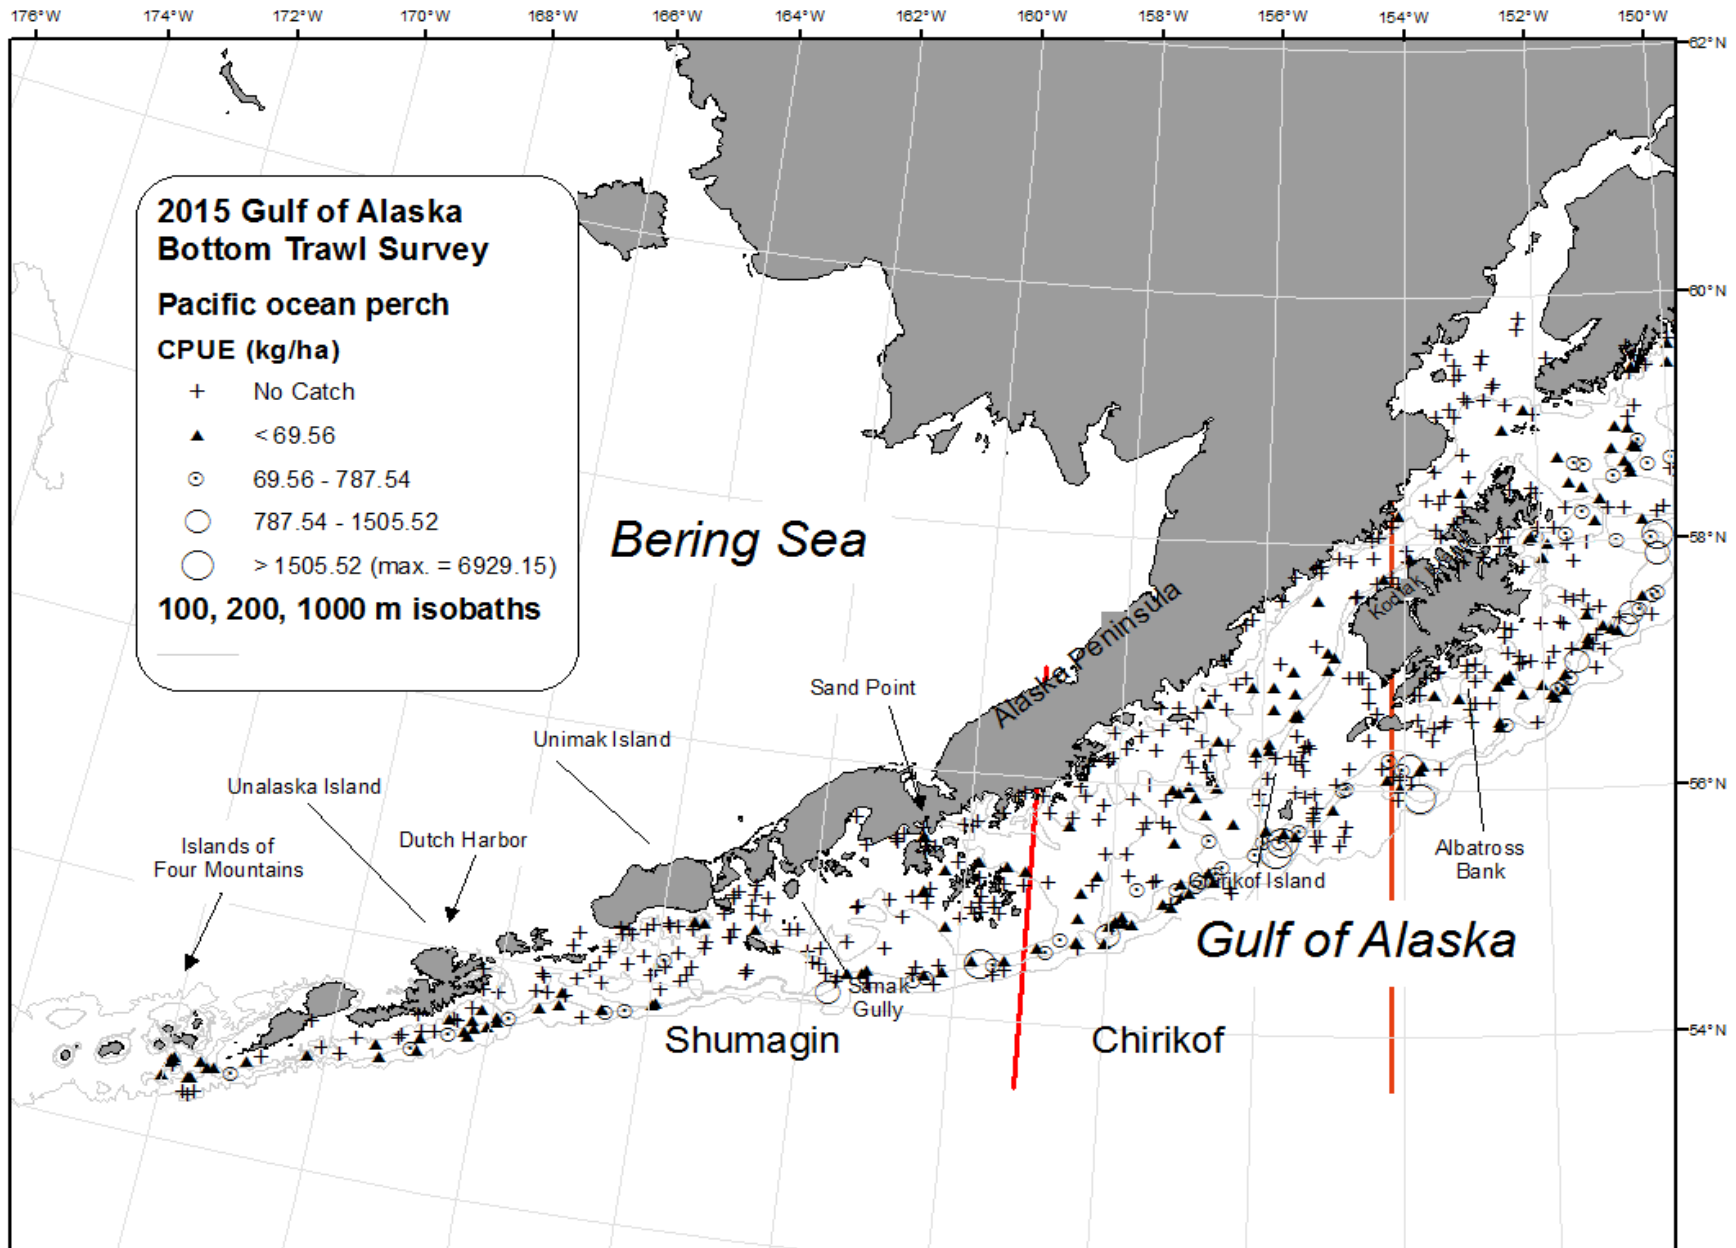 176°W 174°W 172°W 170°W 168°W 166°W 164°W 162°W 160°W 158°W 156°W 154°W 152°W 150°W
62°N
60°N
58°N
56°N
54°N
2015 Gulf of Alaska
Bottom Trawl Survey
Pacific ocean perch
CPUE (kg/ha)
No Catch
< 69.56
69.56 - 787.54
787.54 - 1505.52
> 1505.52 (max. = 6929.15)
100, 200, 1000 m isobaths
Bering Sea
Alaska Peninsula
Kodiak
Sand Point
Unimak Island
Unalaska Island
Dutch Harbor
Islands of
Four Mountains
Albatross
Bank
Chirikof Island
Gulf of Alaska
Sanak
Gully
Shumagin
Chirikof